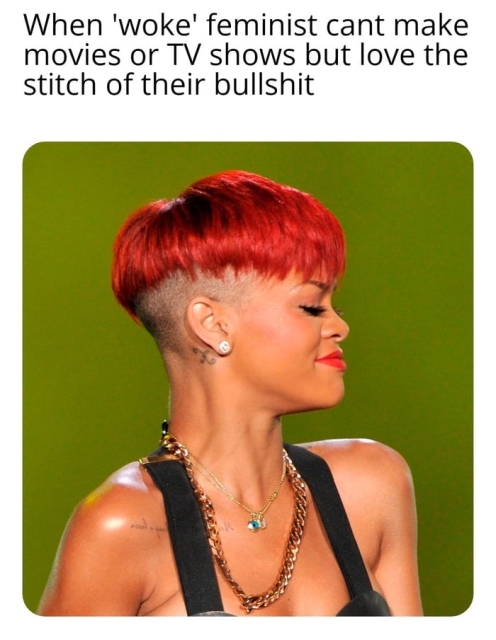 When 'woke' feminist cant make
movies or TV shows but love the
stitch of their bullshit